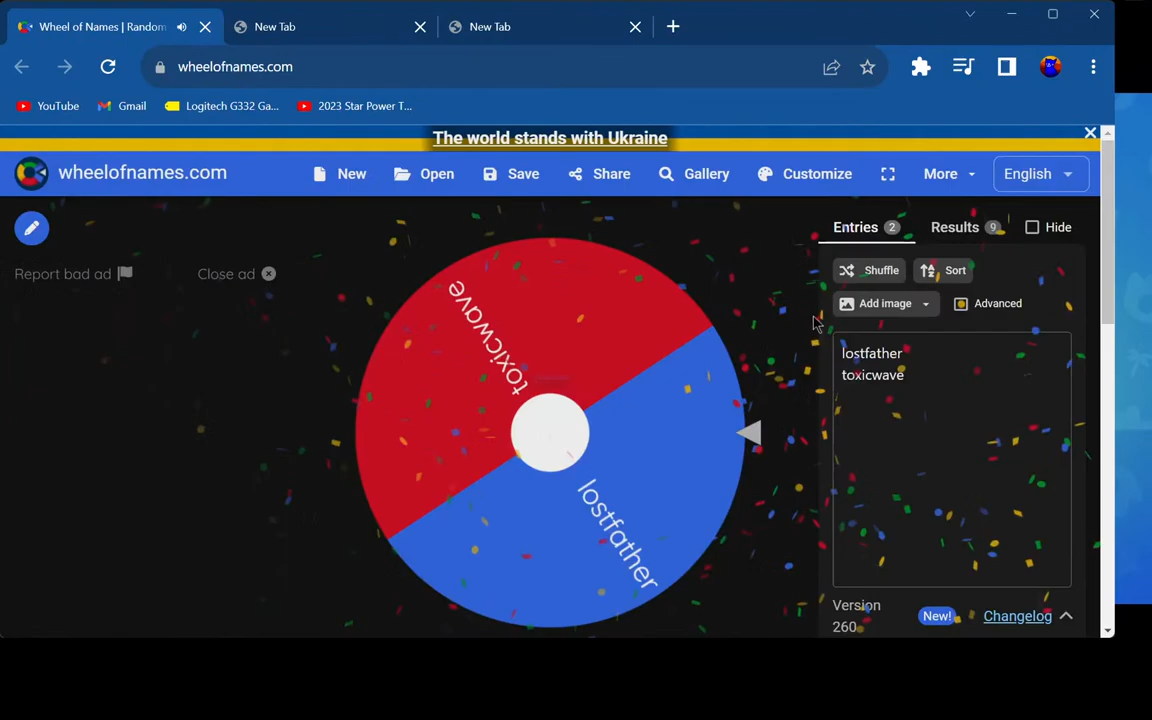 Wheel of Names | Random
New Tab
New Tab
wheelofnames.com
YouTube
Gmail
Logitech G332 Ga...
2023 Star Power T...
The world stands with Ukraine
wheelofnames.com
New
Open
Save
Share
Gallery
Customize
More
English
Entries 2
Results 9
Hide
Report bad ad
Close ad
Shuffle
Sort
Add image
Advanced
lostfather
toxicwave
toxicwave
lostfather
Version
260
New!
Changelog